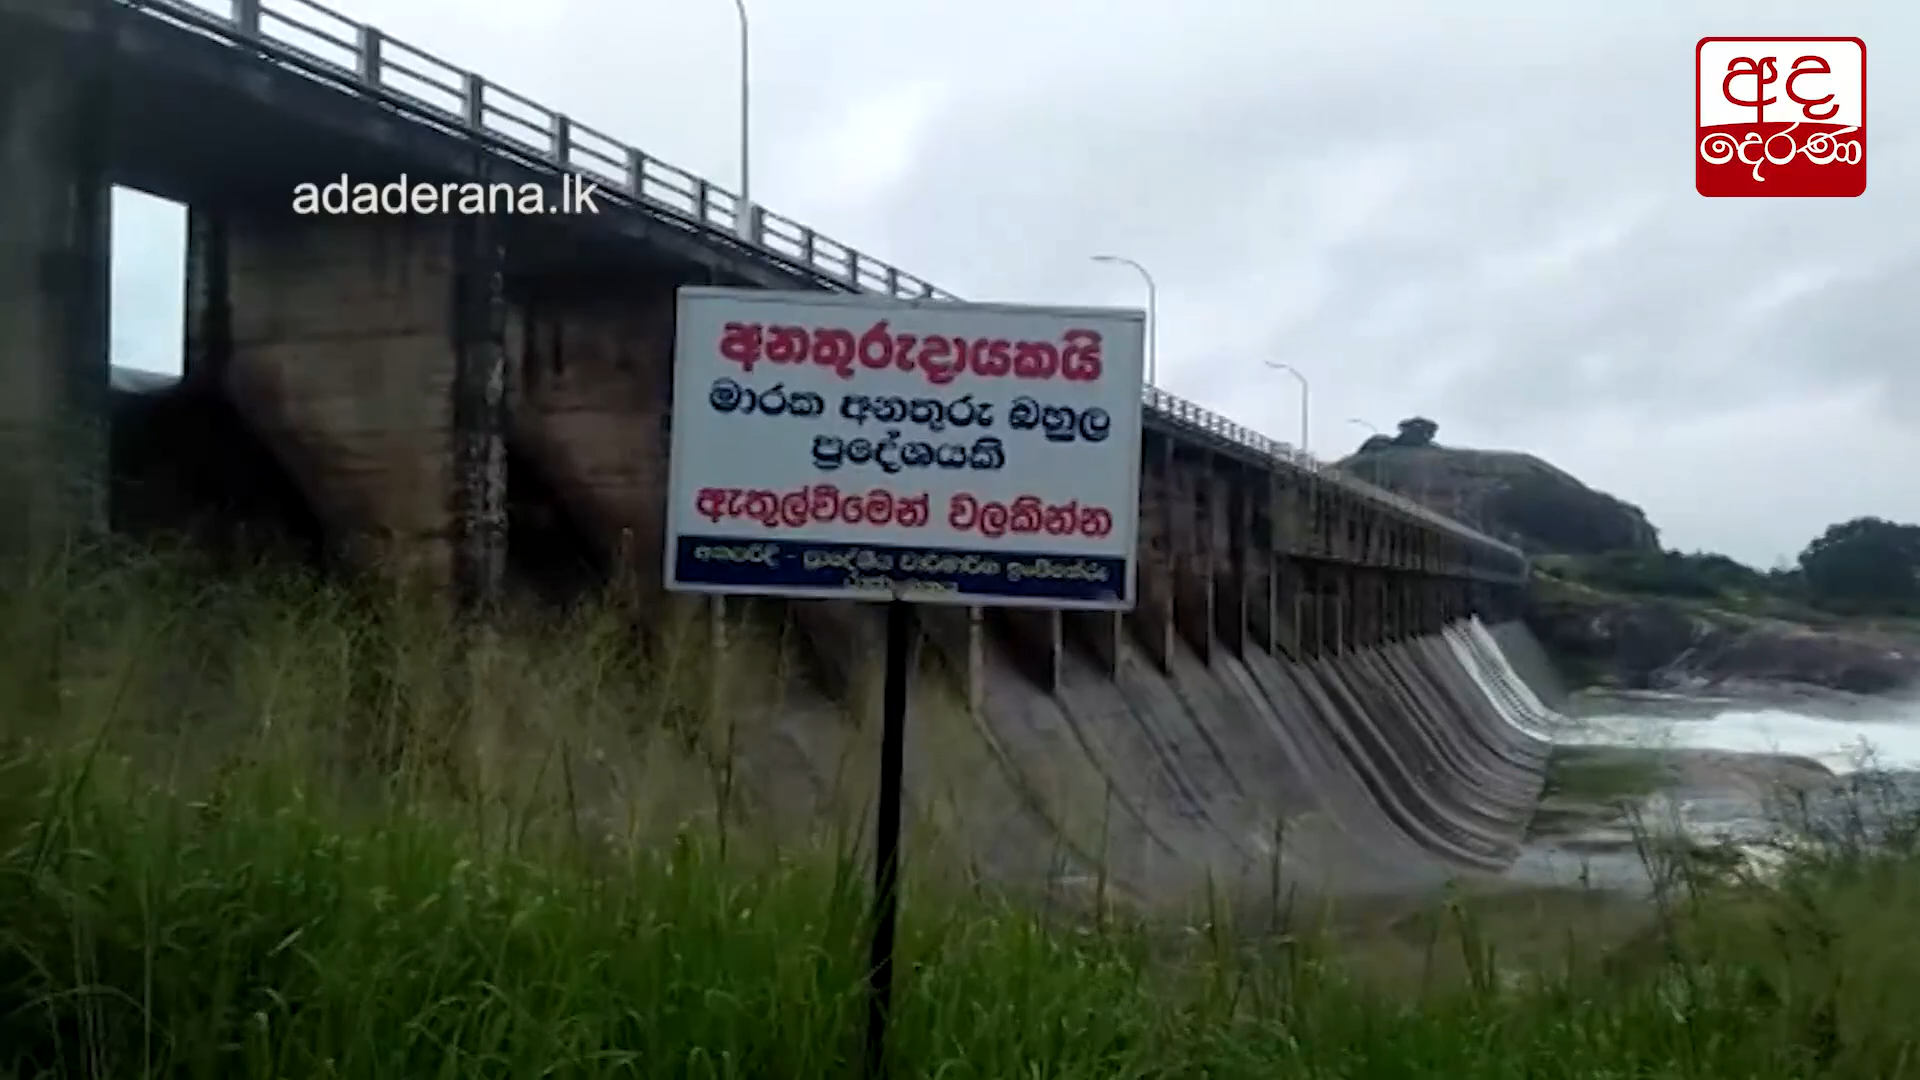 අද
දෙරණ
adaderana.lk
අනතුරුදායකයි
මාරක අනතුරු බහුල
ප්‍රදේශයකි
ඇතුල්වීමෙන් වලකින්න
ප්‍රාදේශීය වාරිමාර්ග ඉංජිනේරු